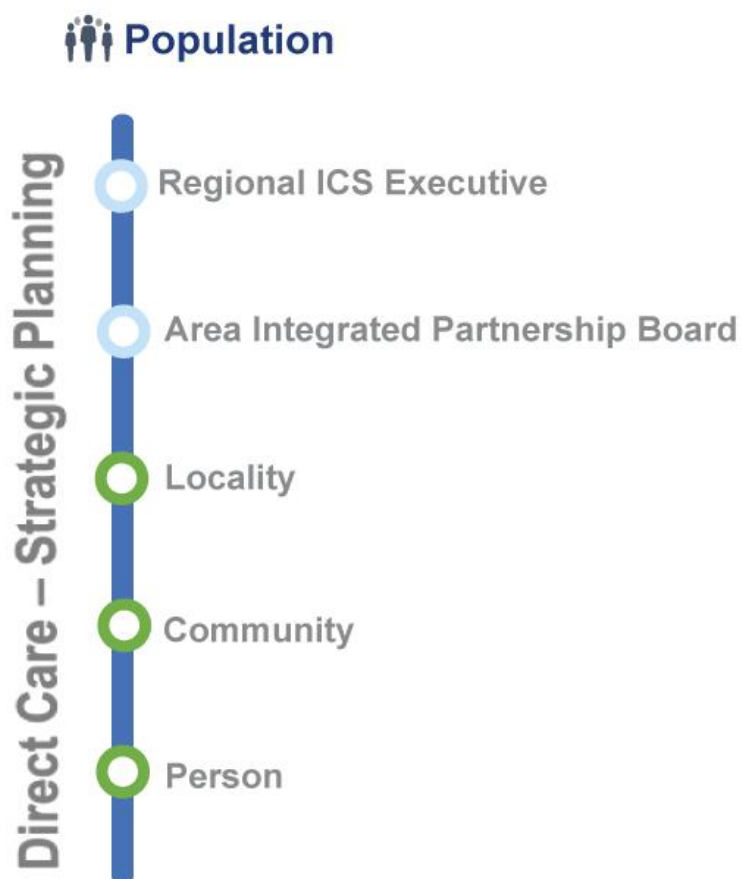 Population
Direct Care – Strategic Planning
Regional ICS Executive
Area Integrated Partnership Board
Locality
Community
Person